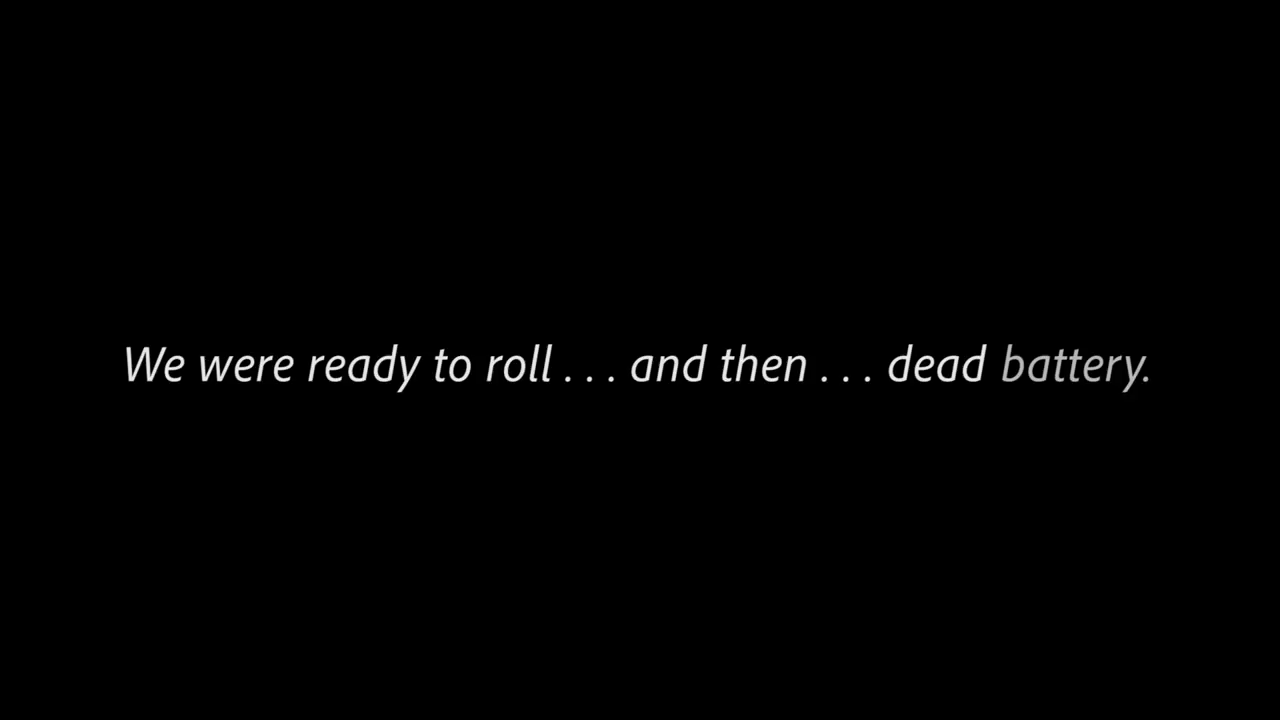 We were ready to roll . . . and then . . . dead battery.